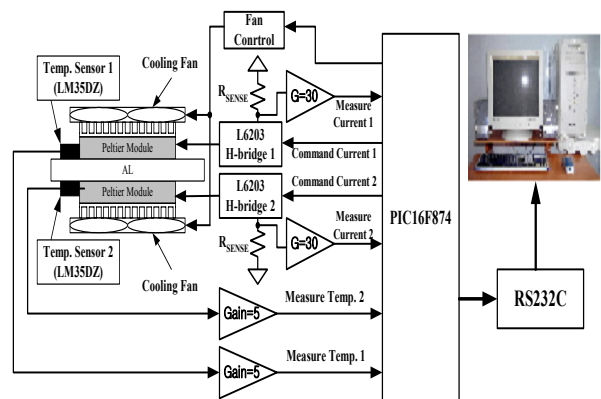 Fan
Conrtrol
Temp. Sensor 1
(LM35DZ)
Cooling Fan
R SENSE
G=30
Measure
Current 1
Peltier Module
L6203
H-bridge 1
Command Current 1
AL
Peltier Module
L6203
H-bridge 2
Command Current 2
PIC16F874
Temp. Sensor 2
(LM35DZ)
Cooling Fan
R SENSE
G=30
Measure
Current 2
RS232C
Gain=5
Measure Temp. 2
Gain=5
Measure Temp. 1